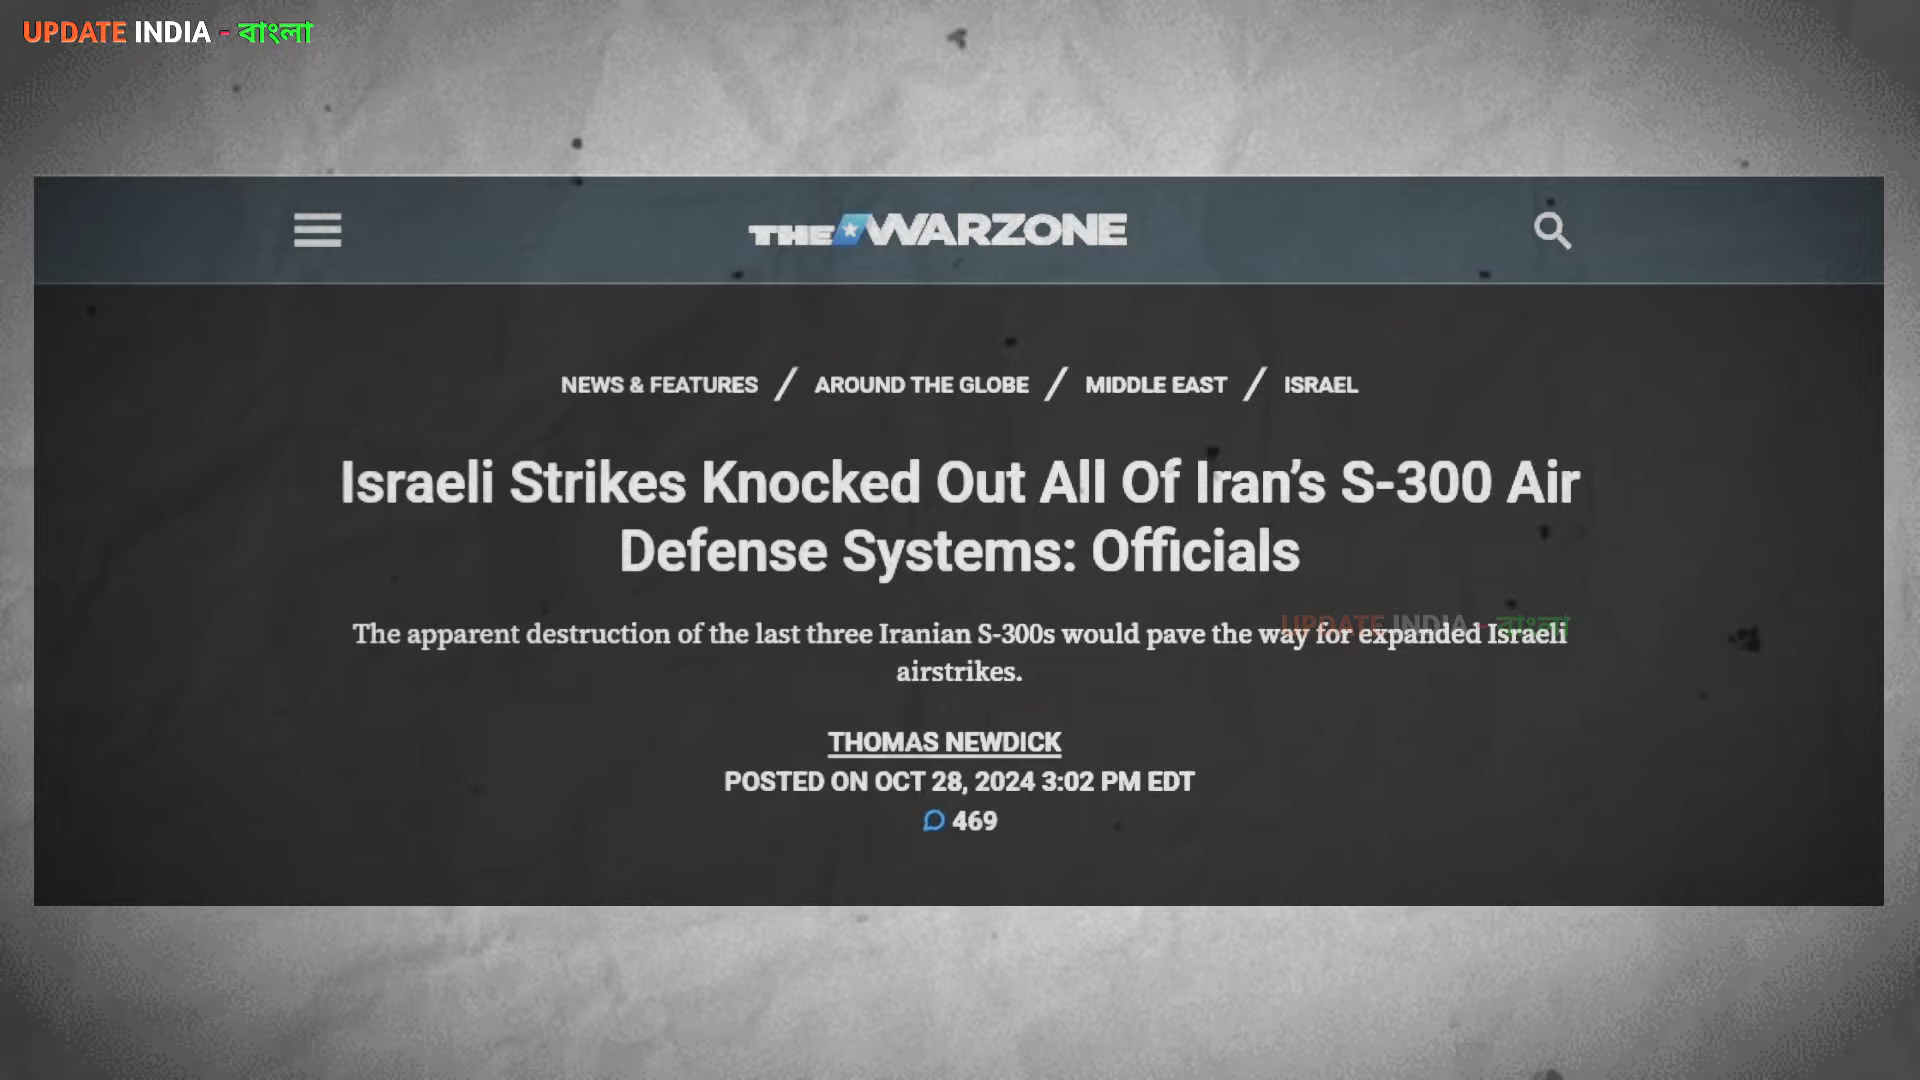 UPDATE INDIA - বাংলা
THE WARZONE
NEWS & FEATURES / AROUND THE GLOBE / MIDDLE EAST / ISRAEL
Israeli Strikes Knocked Out All Of Iran’s S-300 Air
Defense Systems: Officials
The apparent destruction of the last three Iranian S-300s would pave the way for expanded Israeli
airstrikes.
UPDATE INDIA - বাংলা
THOMAS NEWDICK
POSTED ON OCT 28, 2024 3:02 PM EDT
469